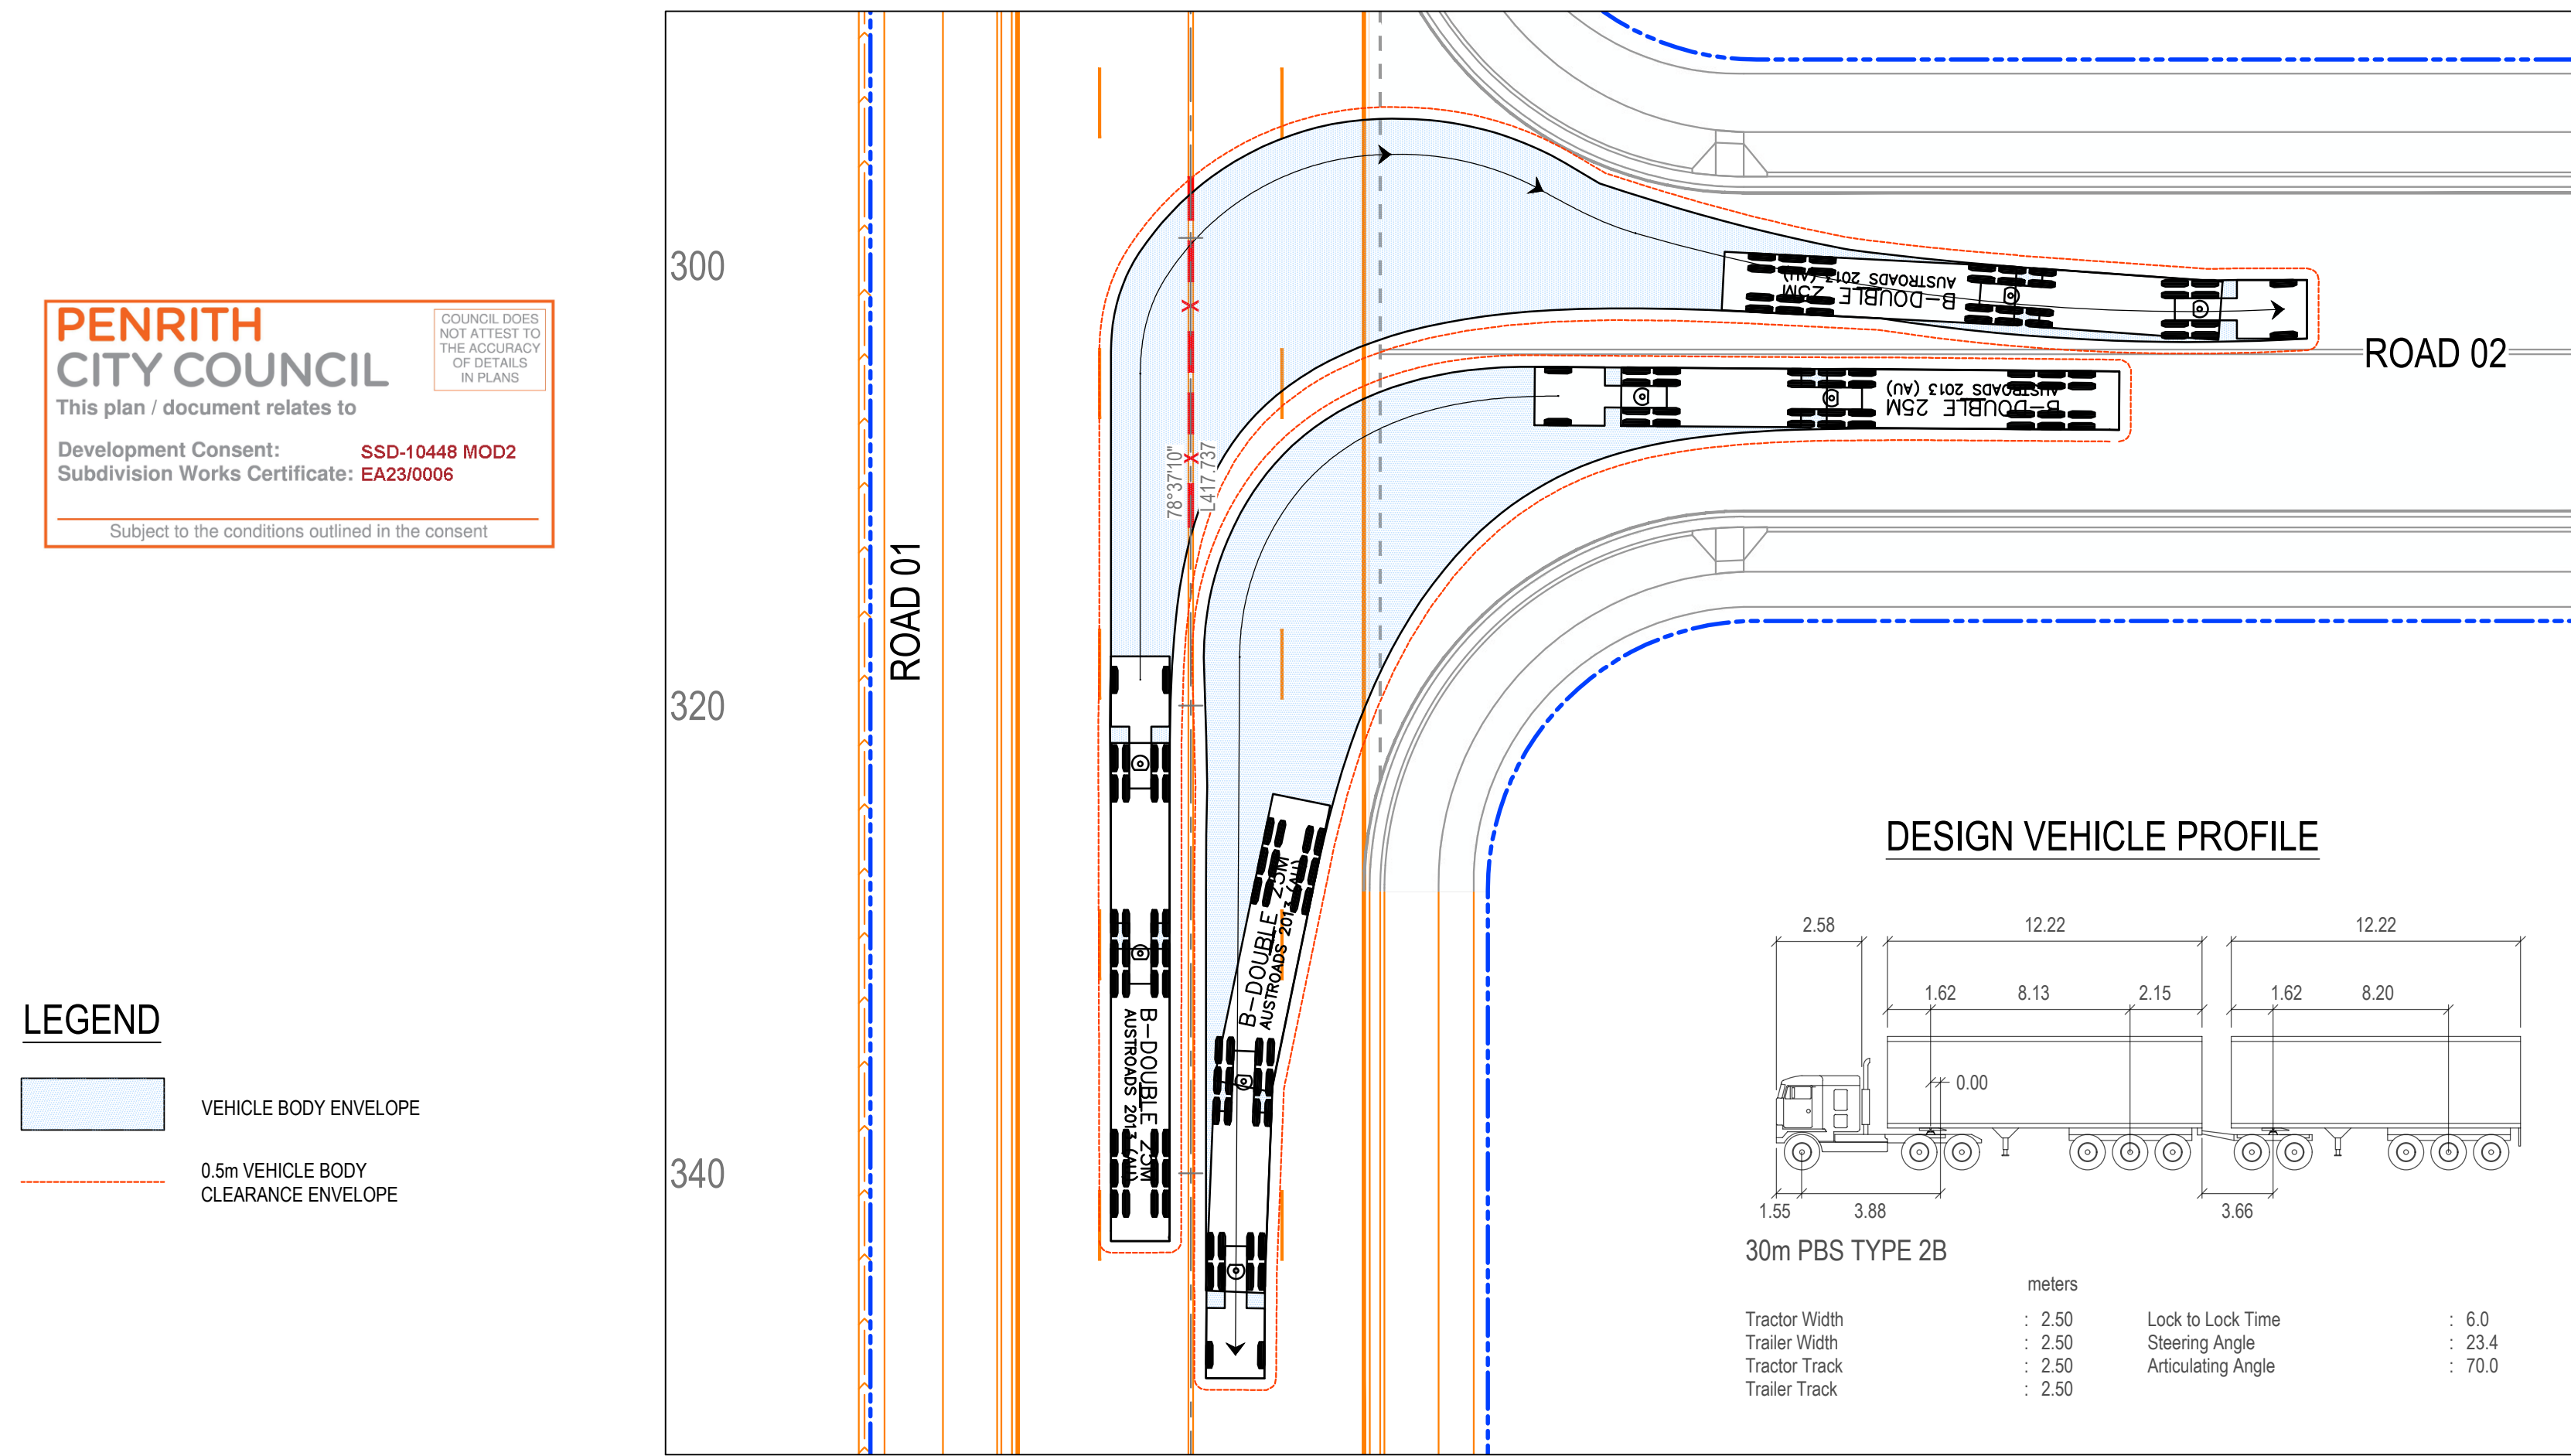 PENRITH
CITY COUNCIL
COUNCIL DOES
NOT ATTEST TO
THE ACCURACY
OF DETAILS
IN PLANS
This plan / document relates to
Development Consent: SSD-10448 MOD2
Subdivision Works Certificate: EA23/0006
Subject to the conditions outlined in the consent
LEGEND
VEHICLE BODY ENVELOPE
0.5m VEHICLE BODY
CLEARANCE ENVELOPE
300
320
340
ROAD 01
78°37'10"
L417.737
X
X
B-DOUBLE 25M
AUSTROADS 2013 (AU)
B-DOUBLE 25M
AUSTROADS 2013 (AU)
B-DOUBLE 25M
AUSTROADS 2013 (AU)
B-DOUBLE 25M
AUSTROADS 2013 (AU)
ROAD 02
DESIGN VEHICLE PROFILE
2.58 12.22 12.22
1.62 8.13 2.15 1.62 8.20
0.00
1.55 3.88 3.66
30m PBS TYPE 2B
meters
Tractor Width : 2.50 Lock to Lock Time : 6.0
Trailer Width : 2.50 Steering Angle : 23.4
Tractor Track : 2.50 Articulating Angle : 70.0
Trailer Track : 2.50